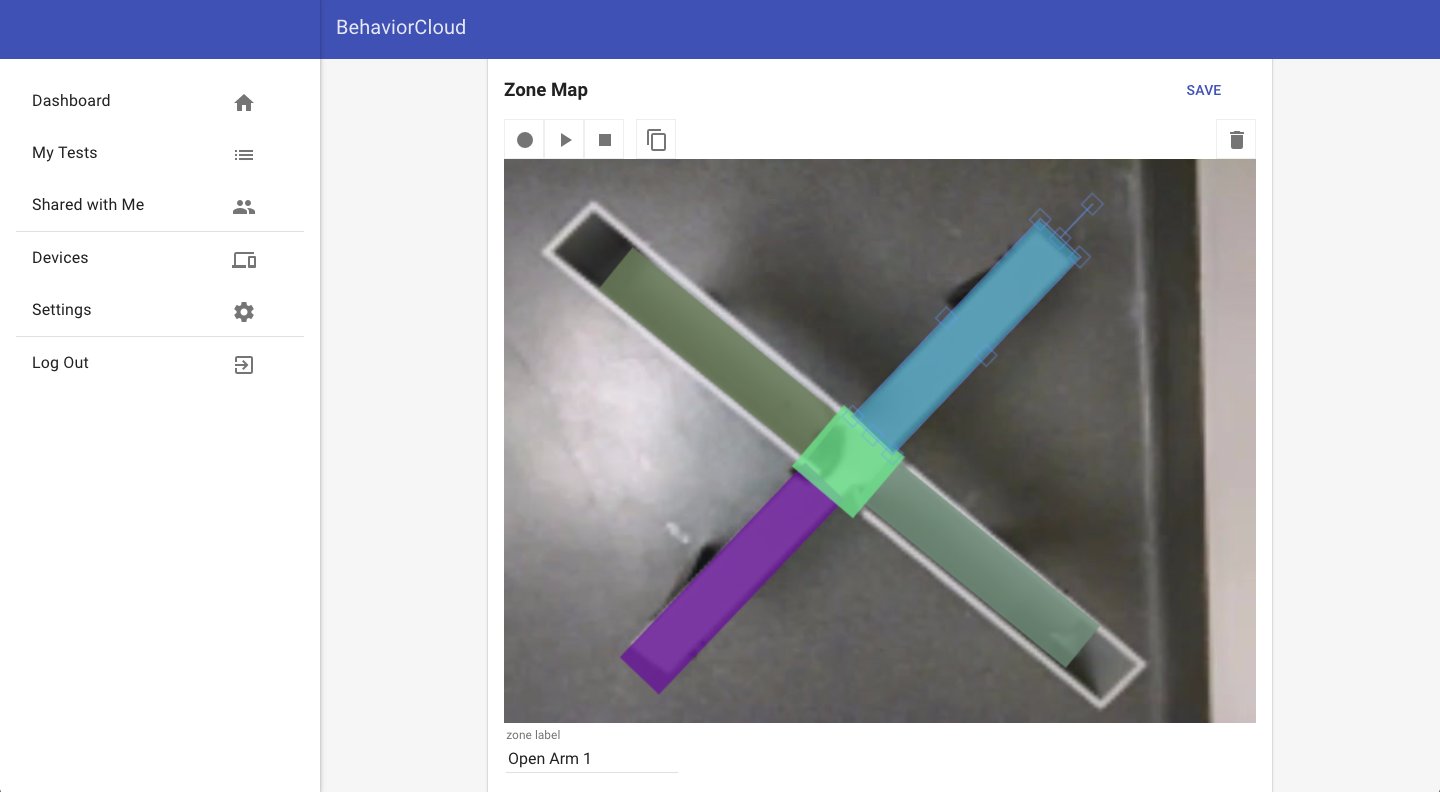 BehaviorCloud
Dashboard
My Tests
Shared with Me
Devices
Settings
Log Out
Zone Map
SAVE
zone label
Open Arm 1